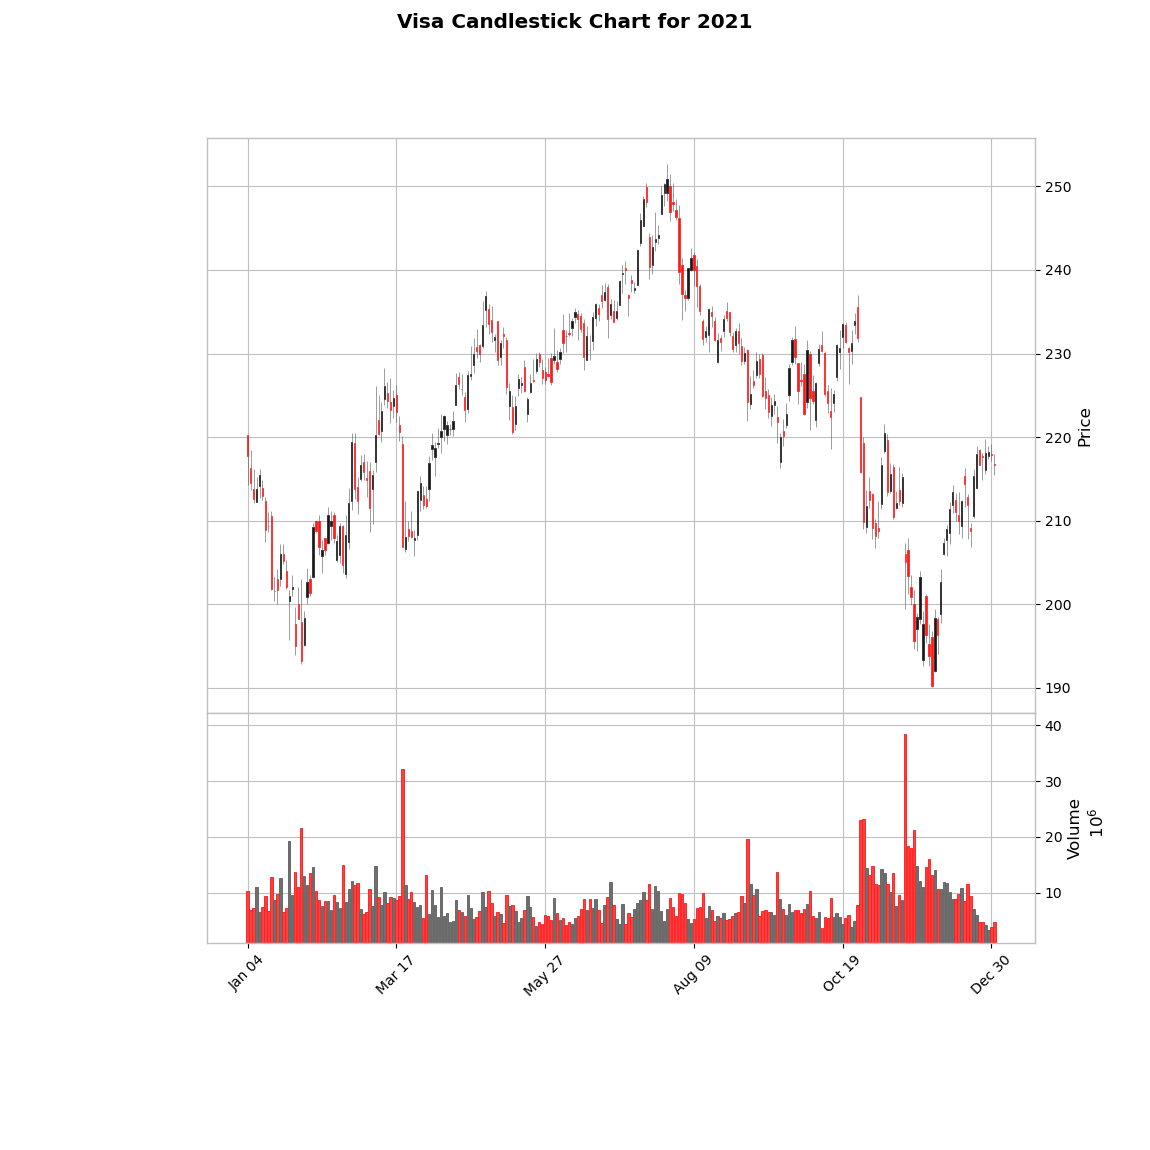 Visa Candlestick Chart for 2021
250
240
230
220
210
200
190
Price
40
30
20
10
Volume
10⁶
Jan 04
Mar 17
May 27
Aug 09
Oct 19
Dec 30